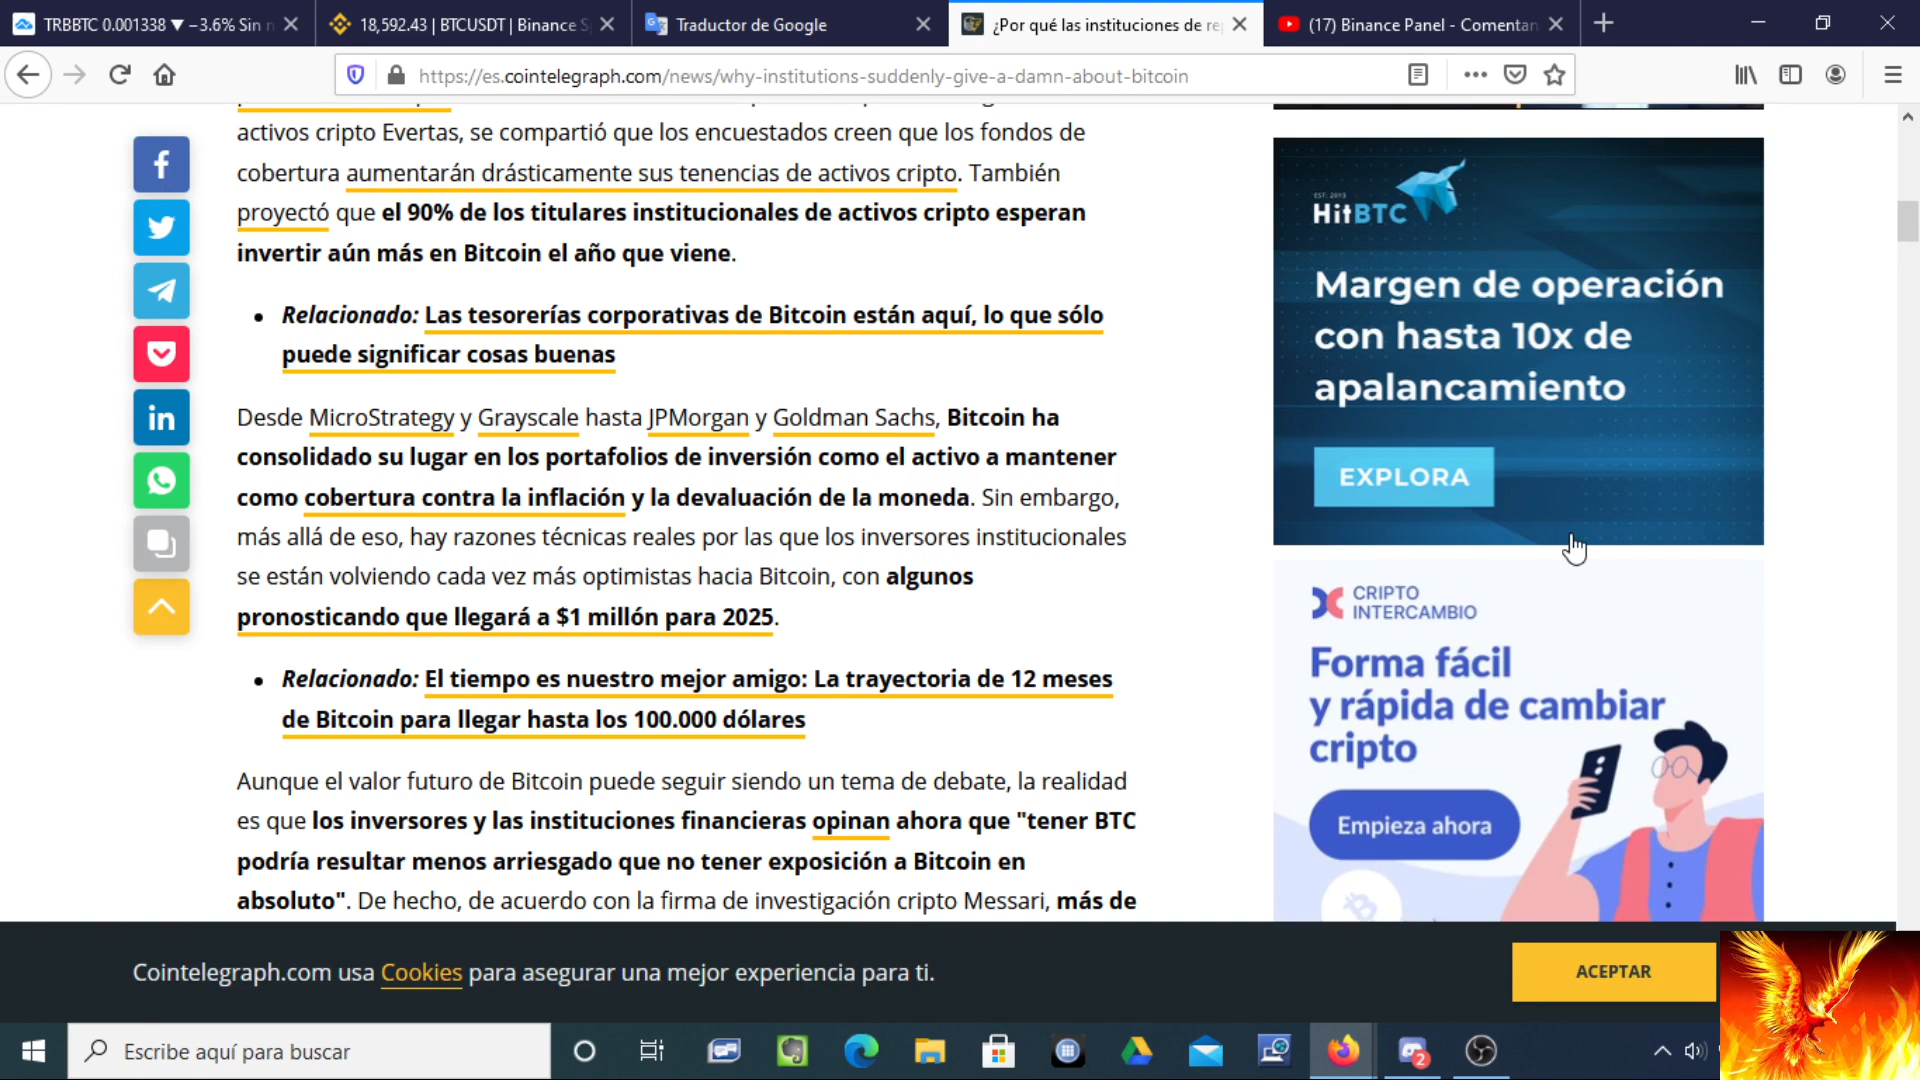 TRBBTC 0.001338 ▼ −3.6% Sin n
18,592.43 | BTCUSDT | Binance S
Traductor de Google
¿Por qué las instituciones de re
(17) Binance Panel - Comentan
https://es.cointelegraph.com/news/why-institutions-suddenly-give-a-damn-about-bitcoin
activos cripto Evertas, se compartió que los encuestados creen que los fondos de
cobertura aumentarán drásticamente sus tenencias de activos cripto. También
proyectó que el 90% de los titulares institucionales de activos cripto esperan
invertir aún más en Bitcoin el año que viene.
• Relacionado: Las tesorerías corporativas de Bitcoin están aquí, lo que sólo
puede significar cosas buenas
Desde MicroStrategy y Grayscale hasta JPMorgan y Goldman Sachs, Bitcoin ha
consolidado su lugar en los portafolios de inversión como el activo a mantener
como cobertura contra la inflación y la devaluación de la moneda. Sin embargo,
más allá de eso, hay razones técnicas reales por las que los inversores institucionales
se están volviendo cada vez más optimistas hacia Bitcoin, con algunos
pronosticando que llegará a $1 millón para 2025.
• Relacionado: El tiempo es nuestro mejor amigo: La trayectoria de 12 meses
de Bitcoin para llegar hasta los 100.000 dólares
Aunque el valor futuro de Bitcoin puede seguir siendo un tema de debate, la realidad
es que los inversores y las instituciones financieras opinan ahora que "tener BTC
podría resultar menos arriesgado que no tener exposición a Bitcoin en
absoluto". De hecho, de acuerdo con la firma de investigación cripto Messari, más de
EST. 2013
HitBTC
Margen de operación
con hasta 10x de
apalancamiento
EXPLORA
CRIPTO
INTERCAMBIO
Forma fácil
y rápida de cambiar
cripto
Empieza ahora
Cointelegraph.com usa Cookies para asegurar una mejor experiencia para ti.
ACEPTAR
Escribe aquí para buscar
2